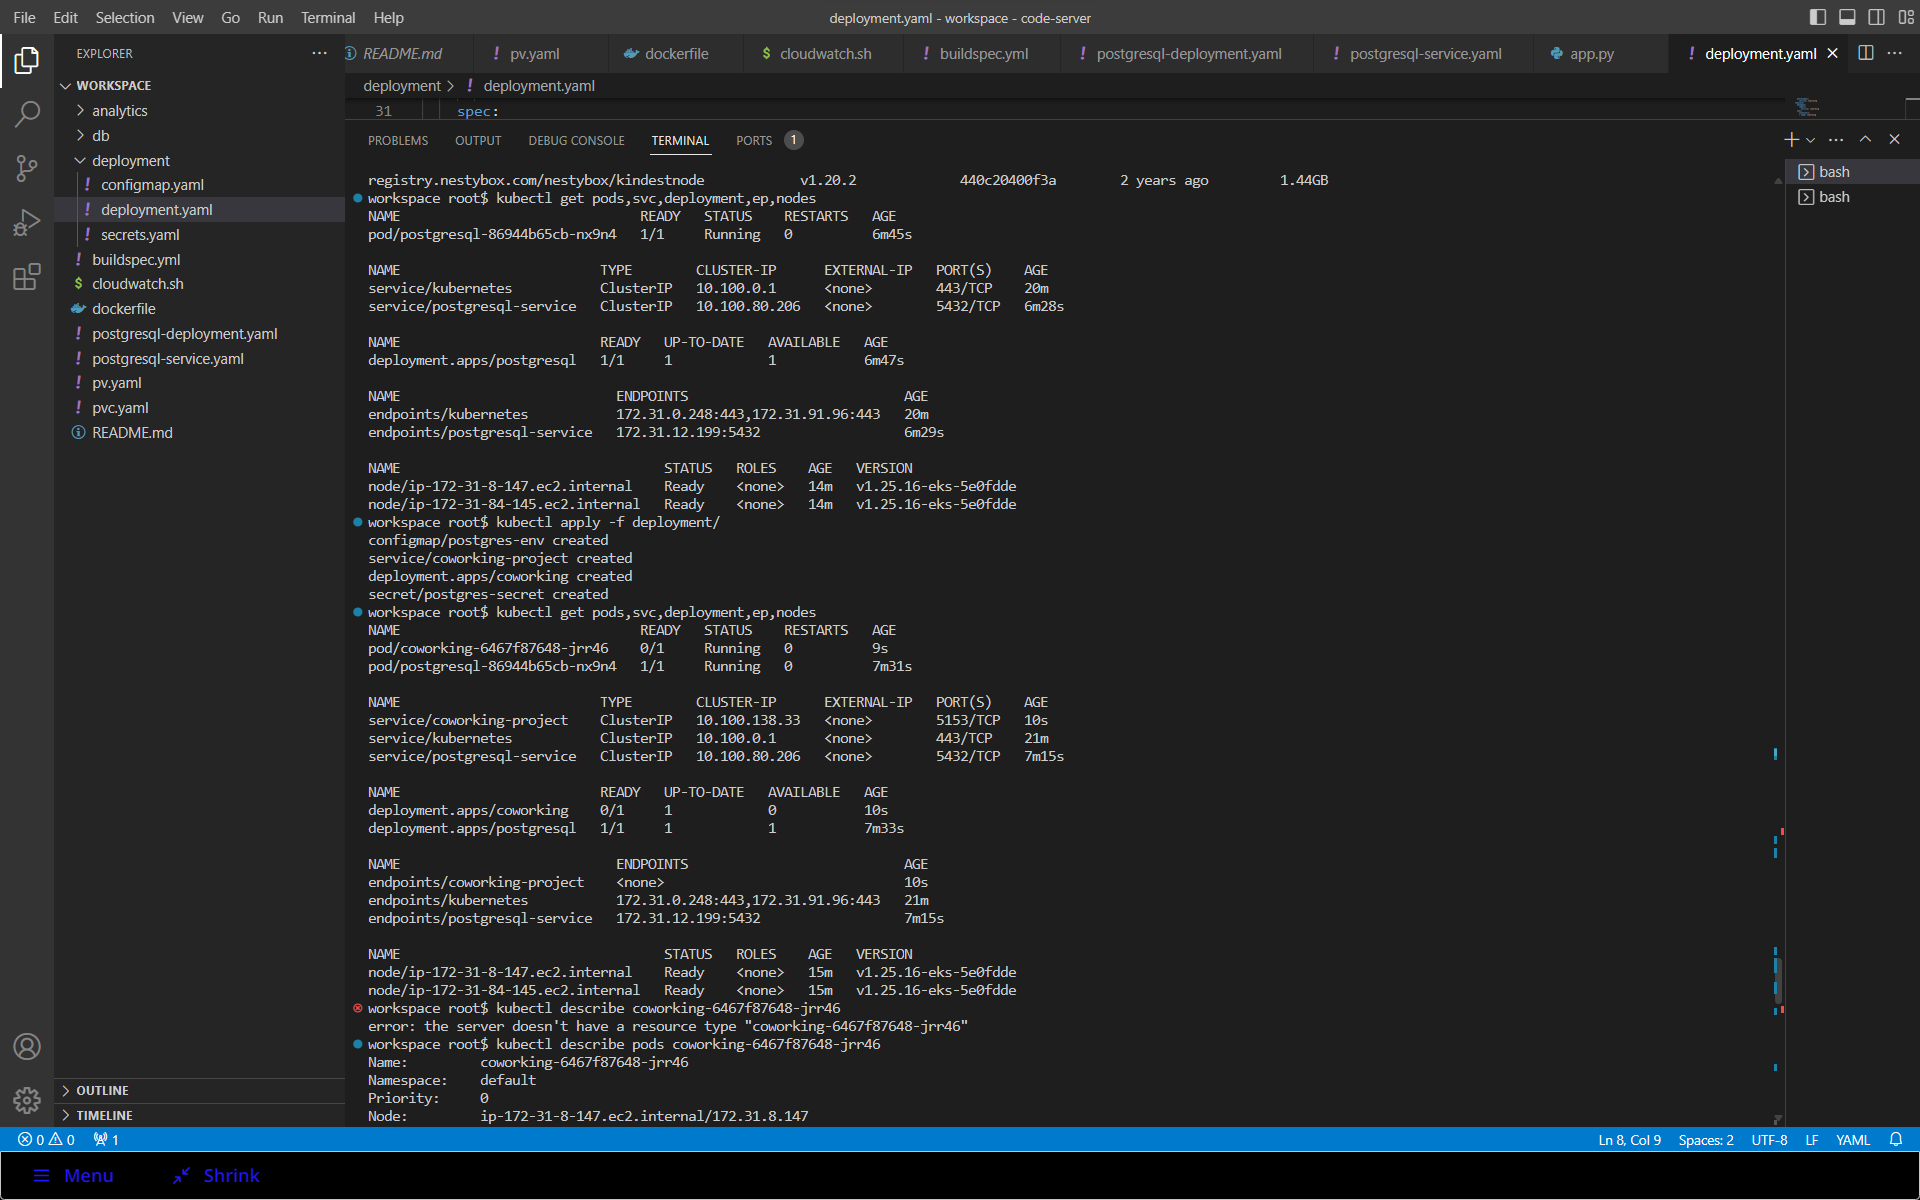 File Edit Selection View Go Run Terminal Help
deployment.yaml - workspace - code-server
EXPLORER
README.md
pv.yaml
dockerfile
cloudwatch.sh
buildspec.yml
postgresql-deployment.yaml
postgresql-service.yaml
app.py
deployment.yaml
WORKSPACE
analytics
db
deployment
configmap.yaml
deployment.yaml
secrets.yaml
buildspec.yml
cloudwatch.sh
dockerfile
postgresql-deployment.yaml
postgresql-service.yaml
pv.yaml
pvc.yaml
README.md
OUTLINE
TIMELINE
deployment > deployment.yaml
31 spec:
PROBLEMS OUTPUT DEBUG CONSOLE TERMINAL PORTS 1
bash
bash
registry.nestybox.com/nestybox/kindestnode v1.20.2 440c20400f3a 2 years ago 1.44GB
workspace root$ kubectl get pods,svc,deployment,ep,nodes
NAME READY STATUS RESTARTS AGE
pod/postgresql-86944b65cb-nx9n4 1/1 Running 0 6m45s
NAME TYPE CLUSTER-IP EXTERNAL-IP PORT(S) AGE
service/kubernetes ClusterIP 10.100.0.1 <none> 443/TCP 20m
service/postgresql-service ClusterIP 10.100.80.206 <none> 5432/TCP 6m28s
NAME READY UP-TO-DATE AVAILABLE AGE
deployment.apps/postgresql 1/1 1 1 6m47s
NAME ENDPOINTS AGE
endpoints/kubernetes 172.31.0.248:443,172.31.91.96:443 20m
endpoints/postgresql-service 172.31.12.199:5432 6m29s
NAME STATUS ROLES AGE VERSION
node/ip-172-31-8-147.ec2.internal Ready <none> 14m v1.25.16-eks-5e0fdde
node/ip-172-31-84-145.ec2.internal Ready <none> 14m v1.25.16-eks-5e0fdde
workspace root$ kubectl apply -f deployment/
configmap/postgres-env created
service/coworking-project created
deployment.apps/coworking created
secret/postgres-secret created
workspace root$ kubectl get pods,svc,deployment,ep,nodes
NAME READY STATUS RESTARTS AGE
pod/coworking-6467f87648-jrr46 0/1 Running 0 9s
pod/postgresql-86944b65cb-nx9n4 1/1 Running 0 7m31s
NAME TYPE CLUSTER-IP EXTERNAL-IP PORT(S) AGE
service/coworking-project ClusterIP 10.100.138.33 <none> 5153/TCP 10s
service/kubernetes ClusterIP 10.100.0.1 <none> 443/TCP 21m
service/postgresql-service ClusterIP 10.100.80.206 <none> 5432/TCP 7m15s
NAME READY UP-TO-DATE AVAILABLE AGE
deployment.apps/coworking 0/1 1 0 10s
deployment.apps/postgresql 1/1 1 1 7m33s
NAME ENDPOINTS AGE
endpoints/coworking-project <none> 10s
endpoints/kubernetes 172.31.0.248:443,172.31.91.96:443 21m
endpoints/postgresql-service 172.31.12.199:5432 7m15s
NAME STATUS ROLES AGE VERSION
node/ip-172-31-8-147.ec2.internal Ready <none> 15m v1.25.16-eks-5e0fdde
node/ip-172-31-84-145.ec2.internal Ready <none> 15m v1.25.16-eks-5e0fdde
workspace root$ kubectl describe coworking-6467f87648-jrr46
error: the server doesn't have a resource type "coworking-6467f87648-jrr46"
workspace root$ kubectl describe pods coworking-6467f87648-jrr46
Name: coworking-6467f87648-jrr46
Namespace: default
Priority: 0
Node: ip-172-31-8-147.ec2.internal/172.31.8.147
0 0 1
Ln 8, Col 9 Spaces: 2 UTF-8 LF YAML
Menu Shrink